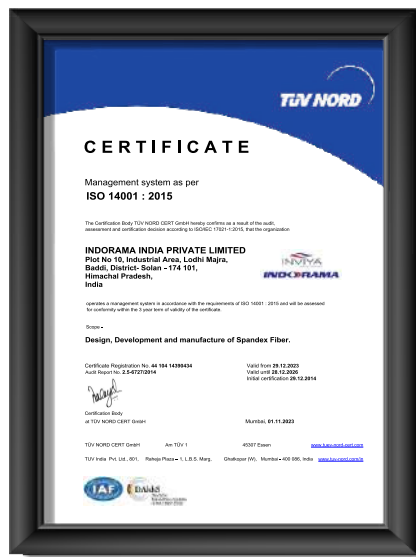 TÜV NORD
CERTIFICATE
Management system as per
ISO 14001 : 2015
The Certification Body TÜV NORD CERT GmbH hereby confirms as a result of the audit,
assessment and certification decision according to ISO/IEC 17021-1:2015, that the organization
INDORAMA INDIA PRIVATE LIMITED
Plot No 10, Industrial Area, Lodhi Majra,
Baddi, District- Solan - 174 101,
Himachal Pradesh,
India
INVIYA
INDORAMA
operates a management system in accordance with the requirements of ISO 14001 : 2015 and will be assessed
for conformity within the 3 year term of validity of the certificate.
Scope -
Design, Development and manufacture of Spandex Fiber.
Certificate Registration No. 44 104 14390434
Audit Report No. 2.5-6727/2014
Valid from 29.12.2023
Valid until 28.12.2026
Initial certification 29.12.2014
Certification Body
at TÜV NORD CERT GmbH
Mumbai, 01.11.2023
TÜV NORD CERT GmbH Am TÜV 1 45307 Essen www.tuev-nord-cert.com
TUV India Pvt. Ltd., 801, Raheja Plaza - 1, L.B.S. Marg, Ghatkopar (W), Mumbai - 400 086, India www.tuv-nord.com/in
IAF
DAkkS